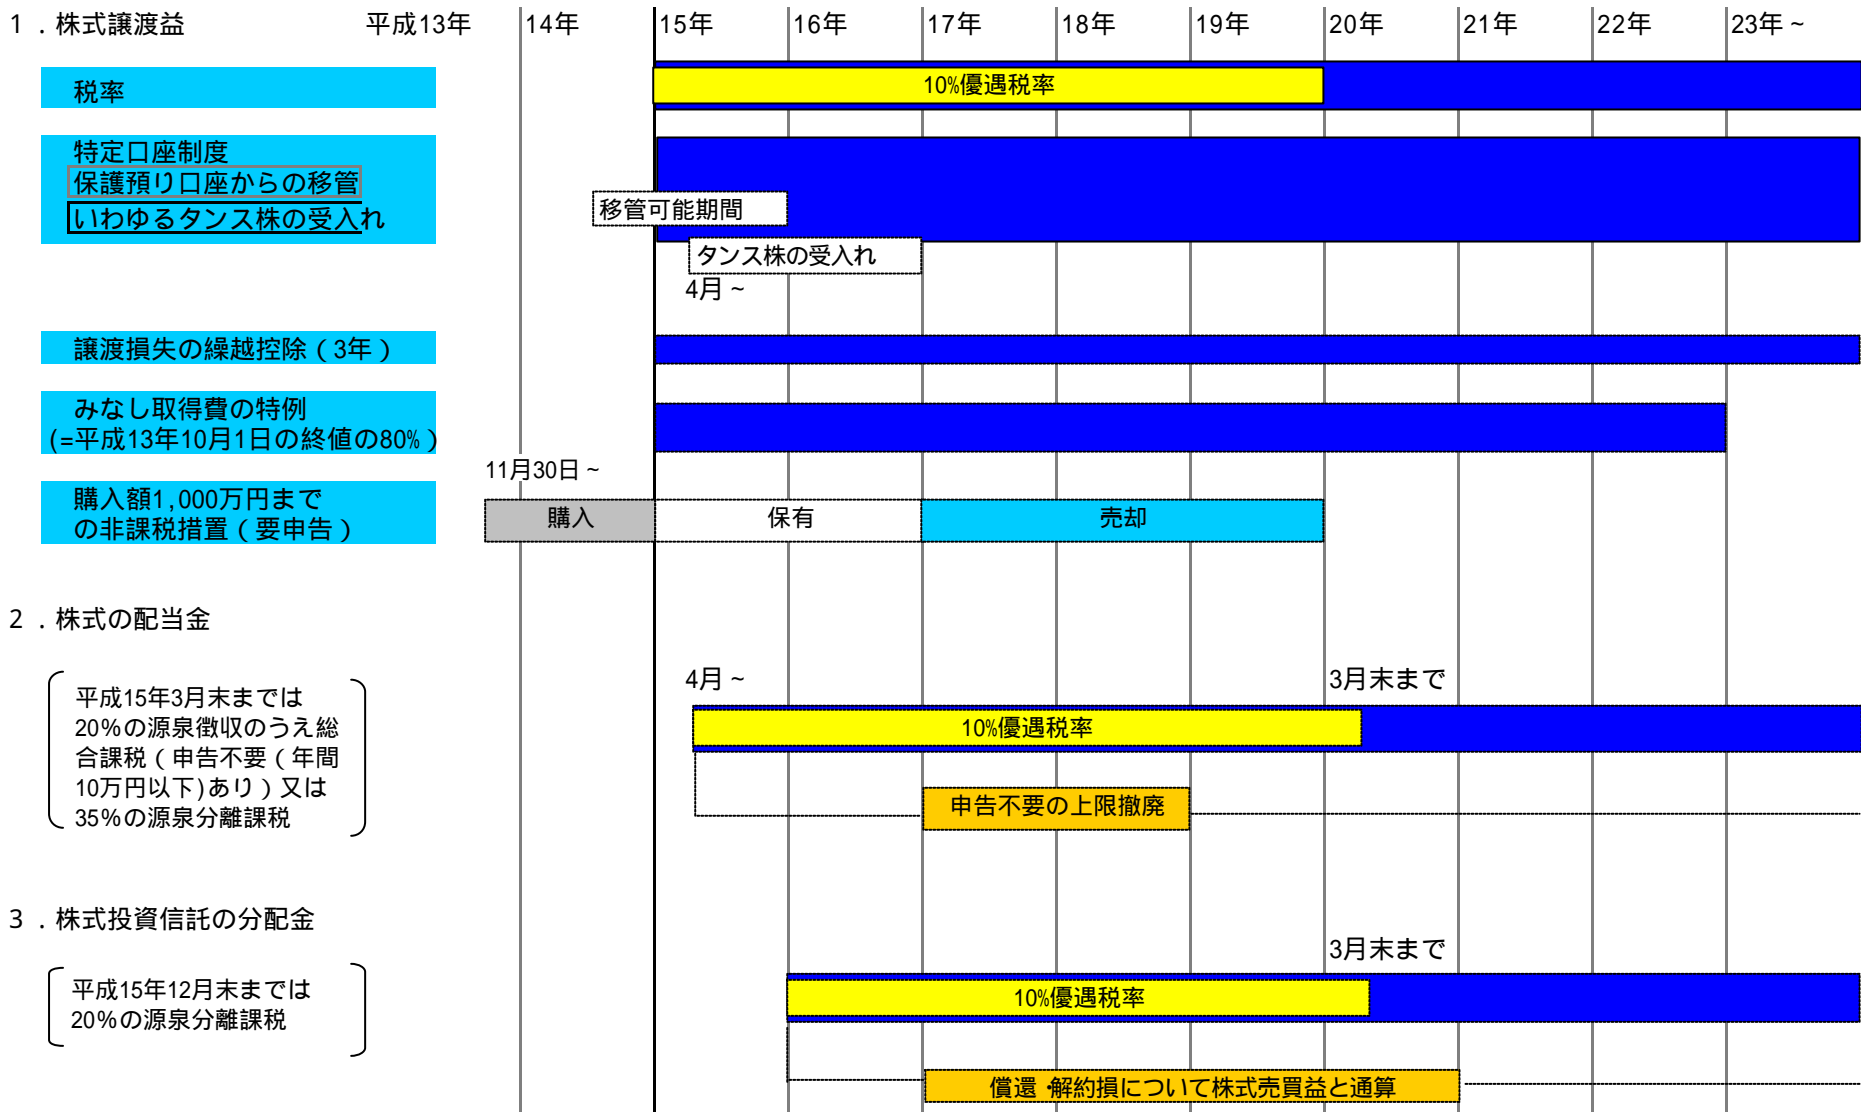 1．株式譲渡益 平成13年 14年 15年 16年 17年 18年 19年 20年 21年 22年 23年~
税率
10%優遇税率
特定口座制度
保護預り口座からの移管
いわゆるタンス株の受入れ
移管可能期間
タンス株の受入れ
4月~
譲渡損失の繰越控除（3年）
みなし取得費の特例
(=平成13年10月1日の終値の80%）
11月30日~
購入額1,000万円まで
の非課税措置（要申告）
購入 保有 売却
2．株式の配当金
平成15年3月末までは
20%の源泉徴収のうえ総
合課税（申告不要（年間
10万円以下)あり）又は
35%の源泉分離課税
4月~ 3月末まで
10%優遇税率
申告不要の上限撤廃
3．株式投資信託の分配金
平成15年12月末までは
20%の源泉分離課税
3月末まで
10%優遇税率
償還・解約損について株式売買益と通算